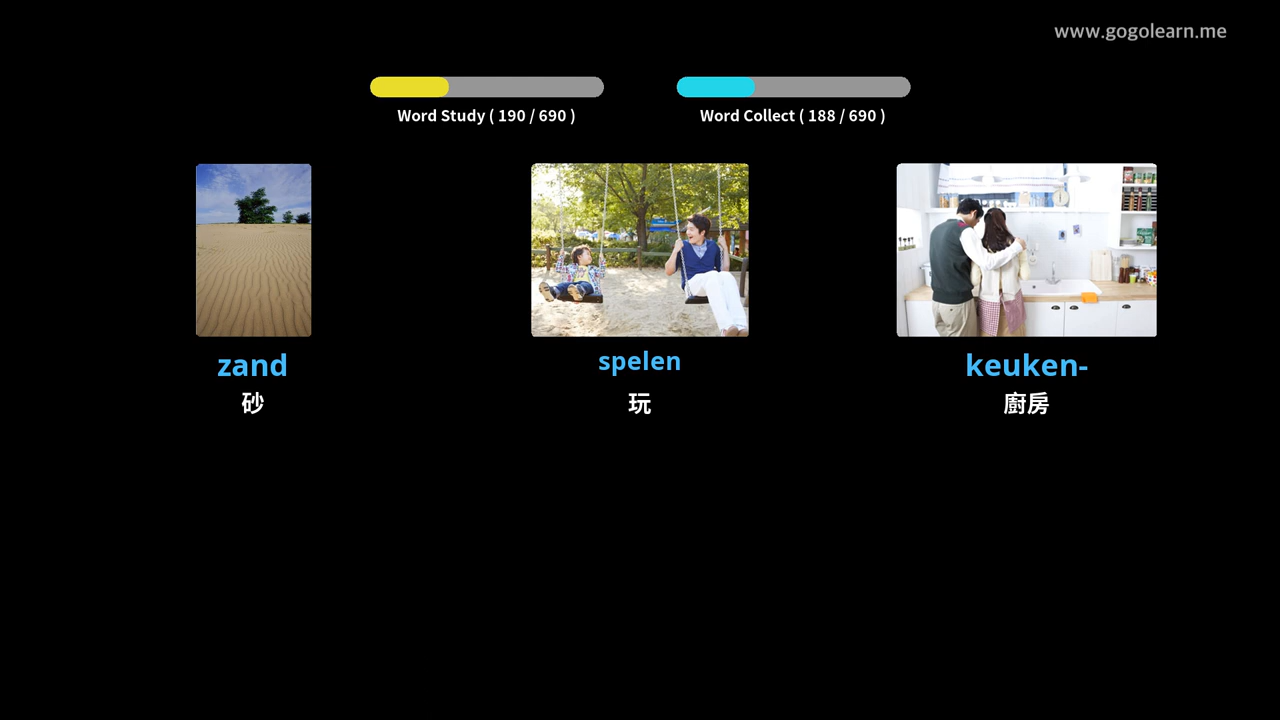 www.gogolearn.me
Word Study ( 190 / 690 )
Word Collect ( 188 / 690 )
zand
spelen
keuken-
砂
玩
廚房